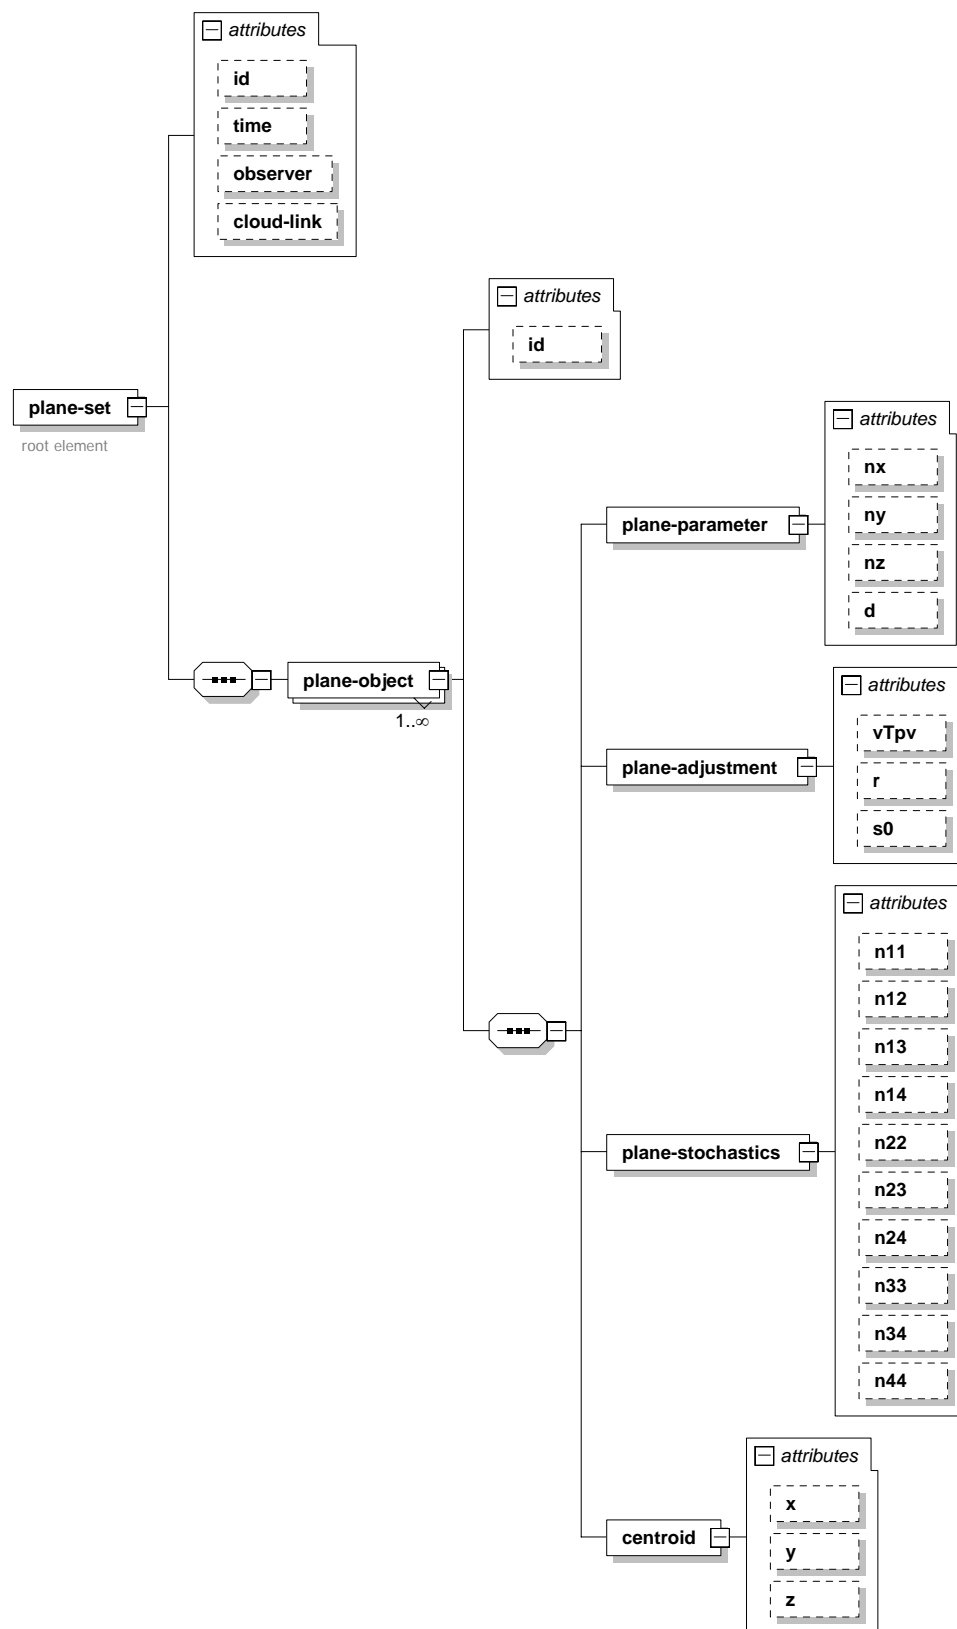 attributes
id
time
observer
cloud-link
plane-set
root element
plane-object
1..∞
attributes
id
plane-parameter
attributes
nx
ny
nz
d
plane-adjustment
attributes
vTpv
r
s0
plane-stochastics
attributes
n11
n12
n13
n14
n22
n23
n24
n33
n34
n44
centroid
attributes
x
y
z